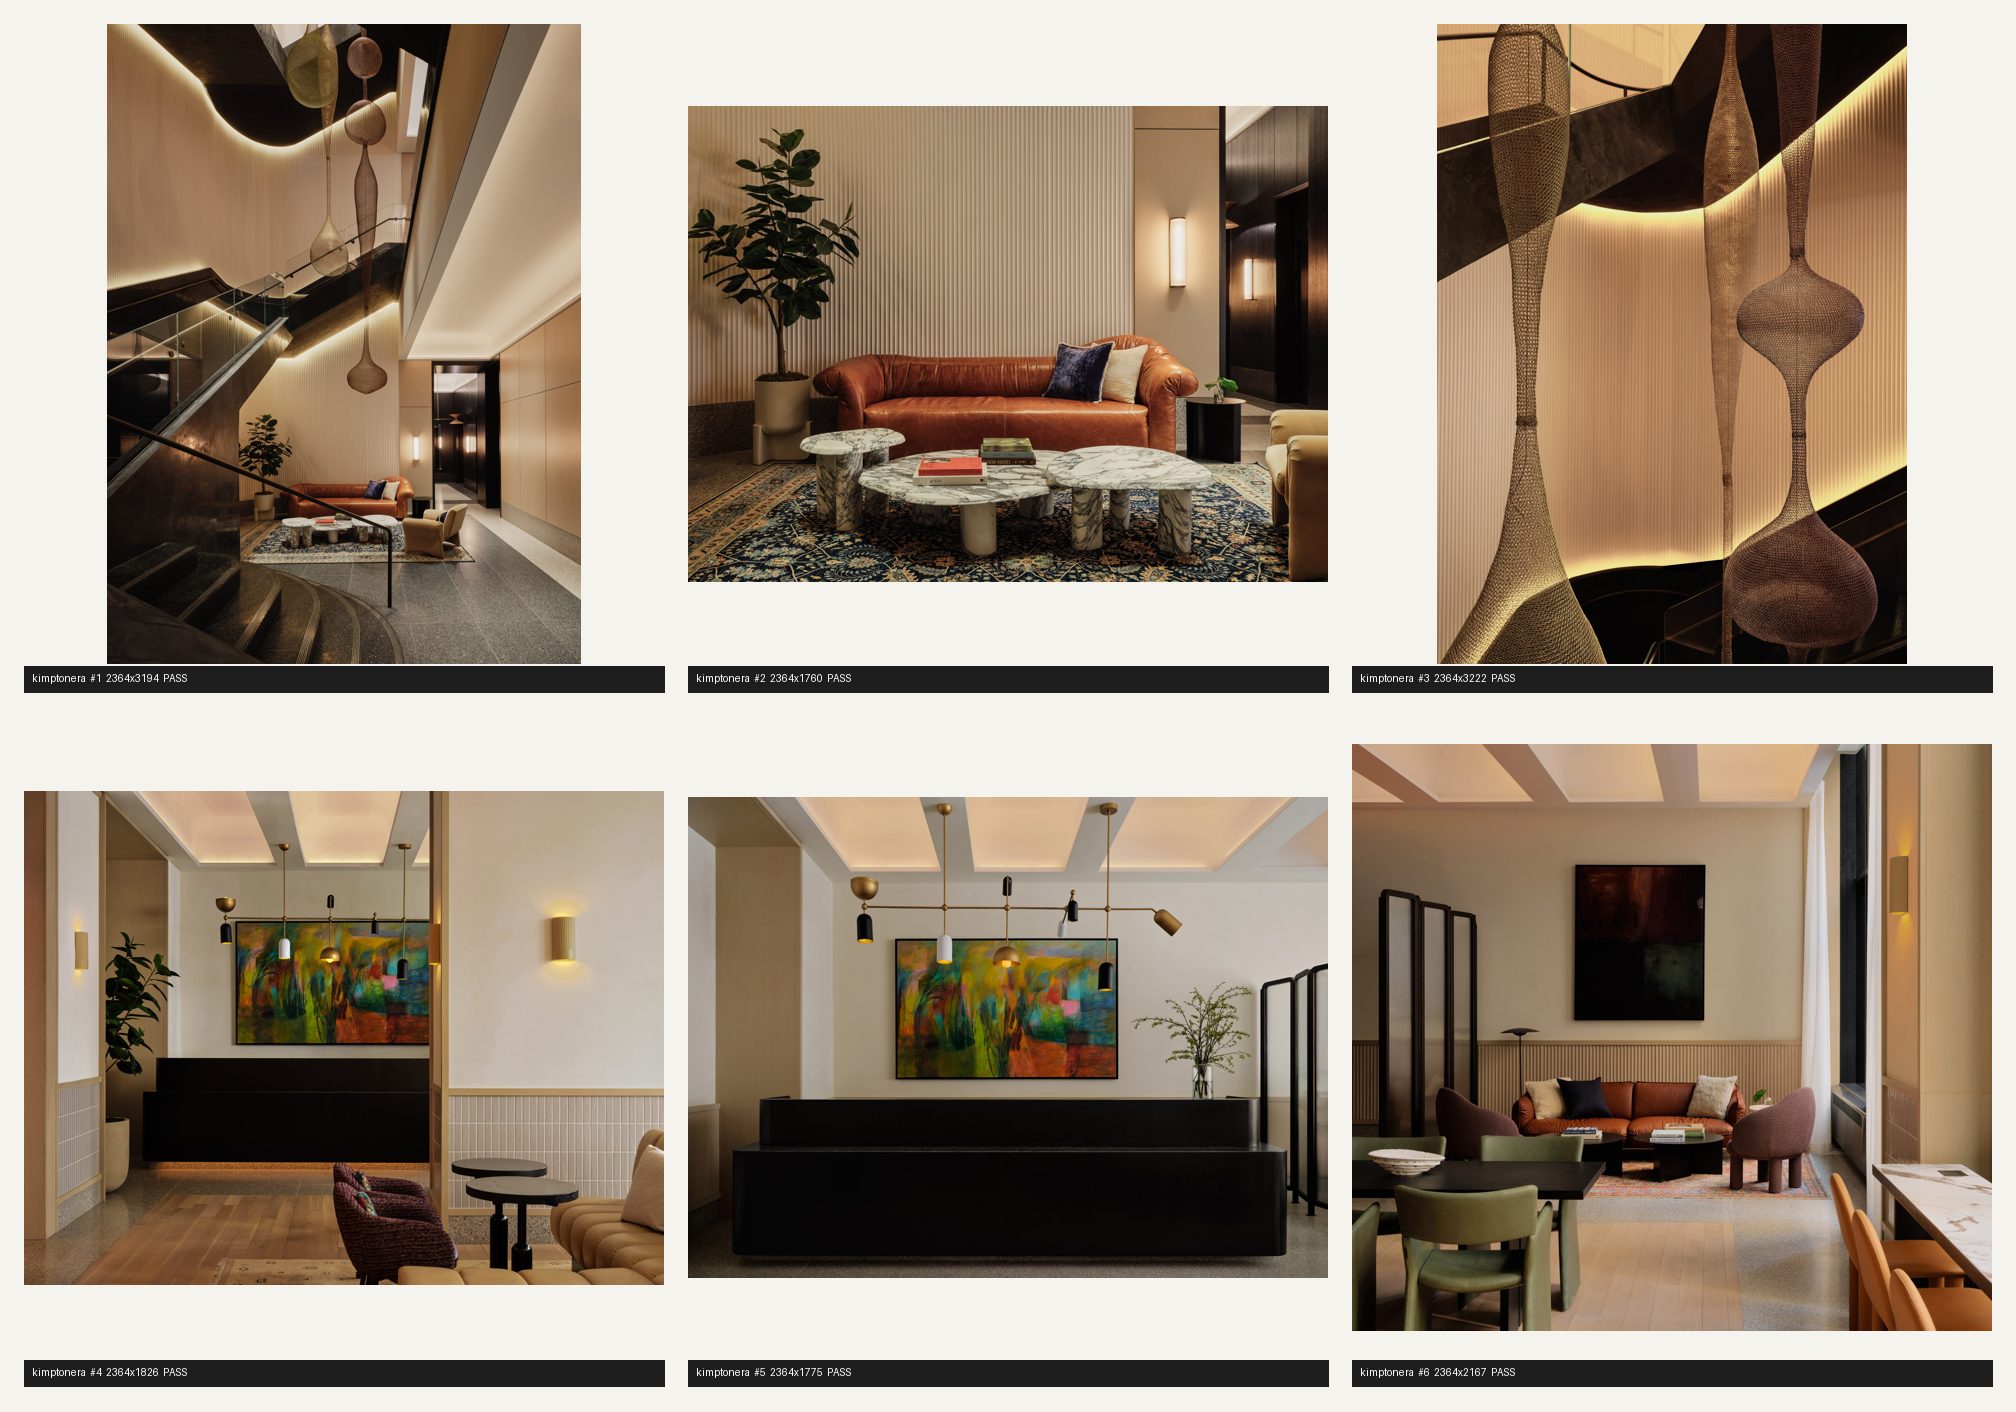 kimptonera #1 2364x3194 PASS
kimptonera #2 2364x1760 PASS
kimptonera #3 2364x3222 PASS
kimptonera #4 2364x1826 PASS
kimptonera #5 2364x1775 PASS
kimptonera #6 2364x2167 PASS